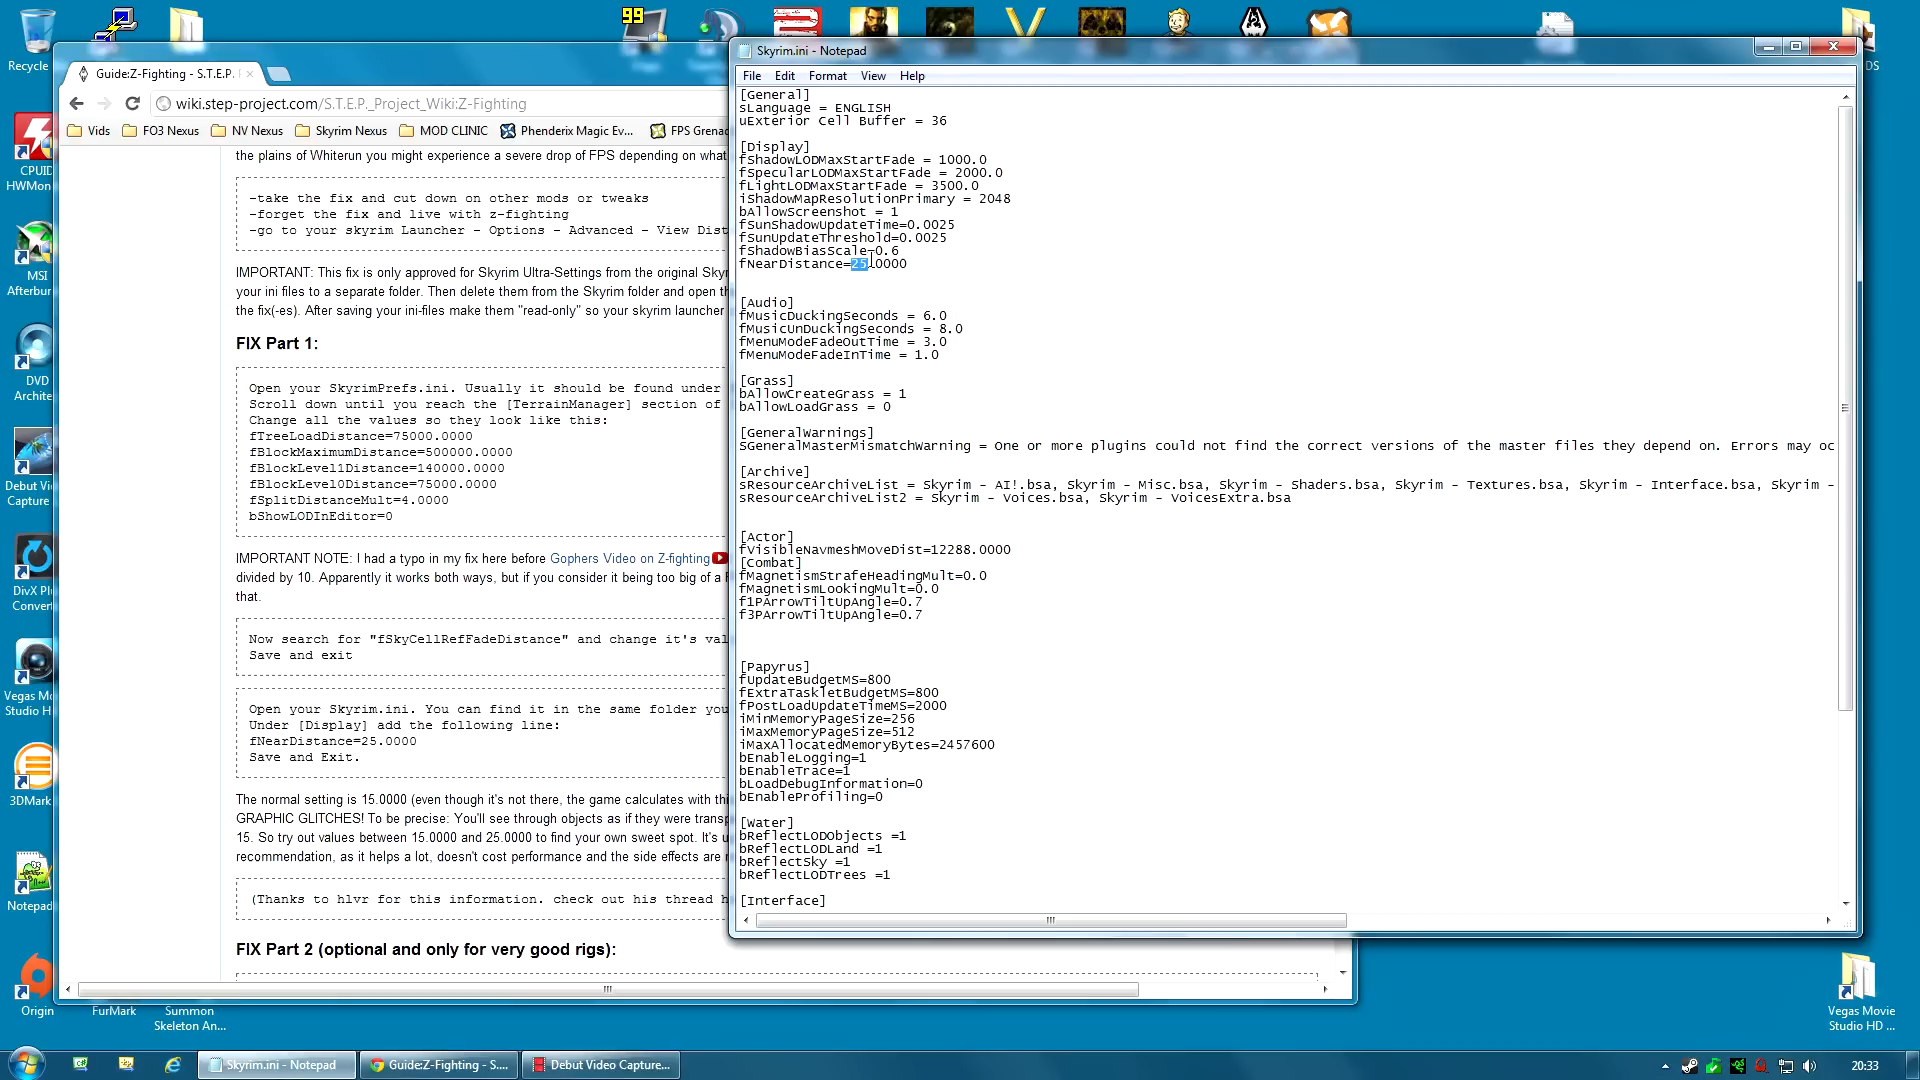 Recycle
99
DS
CPUID
HWMon
MSI
Afterbur
DVD
Archite
Debut Vi
Capture
DivX Pl
Convert
Vegas Mo
Studio H
3DMark
Notepad
Origin
FurMark
Summon
Skeleton An...
Vegas Movie
Studio HD ...
Guide:Z-Fighting - S.T.E.P.
wiki.step-project.com/S.T.E.P._Project_Wiki:Z-Fighting
Vids
FO3 Nexus
NV Nexus
Skyrim Nexus
MOD CLINIC
Phenderix Magic Ev...
FPS Grenad
the plains of Whiterun you might experience a severe drop of FPS depending on what
-take the fix and cut down on other mods or tweaks
-forget the fix and live with z-fighting
-go to your skyrim Launcher - Options - Advanced - View Dist
IMPORTANT: This fix is only approved for Skyrim Ultra-Settings from the original Skyr
your ini files to a separate folder. Then delete them from the Skyrim folder and open th
the fix(-es). After saving your ini-files make them "read-only" so your skyrim launcher
FIX Part 1:
Open your SkyrimPrefs.ini. Usually it should be found under
Scroll down until you reach the [TerrainManager] section of
Change all the values so they look like this:
fTreeLoadDistance=75000.0000
fBlockMaximumDistance=500000.0000
fBlockLevel1Distance=140000.0000
fBlockLevel0Distance=75000.0000
fSplitDistanceMult=4.0000
bShowLODInEditor=0
IMPORTANT NOTE: I had a typo in my fix here before Gophers Video on Z-fighting
divided by 10. Apparently it works both ways, but if you consider it being too big of a F
that.
Now search for "fSkyCellRefFadeDistance" and change it's val
Save and exit
Open your Skyrim.ini. You can find it in the same folder you
Under [Display] add the following line:
fNearDistance=25.0000
Save and Exit.
The normal setting is 15.0000 (even though it's not there, the game calculates with thi
GRAPHIC GLITCHES! To be precise: You'll see through objects as if they were transp
15. So try out values between 15.0000 and 25.0000 to find your own sweet spot. It's u
recommendation, as it helps a lot, doesn't cost performance and the side effects are
(Thanks to hlvr for this information. check out his thread h
FIX Part 2 (optional and only for very good rigs):
Skyrim.ini - Notepad
File Edit Format View Help
[General]
sLanguage = ENGLISH
uExterior Cell Buffer = 36
[Display]
fShadowLODMaxStartFade = 1000.0
fSpecularLODMaxStartFade = 2000.0
fLightLODMaxStartFade = 3500.0
iShadowMapResolutionPrimary = 2048
bAllowScreenshot = 1
fSunShadowUpdateTime=0.0025
fSunUpdateThreshold=0.0025
fShadowBiasScale=0.6
fNearDistance=25.0000
[Audio]
fMusicDuckingSeconds = 6.0
fMusicUnDuckingSeconds = 8.0
fMenuModeFadeOutTime = 3.0
fMenuModeFadeInTime = 1.0
[Grass]
bAllowCreateGrass = 1
bAllowLoadGrass = 0
[GeneralWarnings]
SGeneralMasterMismatchWarning = One or more plugins could not find the correct versions of the master files they depend on. Errors may oc
[Archive]
sResourceArchiveList = Skyrim - AI!.bsa, Skyrim - Misc.bsa, Skyrim - Shaders.bsa, Skyrim - Textures.bsa, Skyrim - Interface.bsa, Skyrim -
sResourceArchiveList2 = Skyrim - Voices.bsa, Skyrim - VoicesExtra.bsa
[Actor]
fVisibleNavmeshMoveDist=12288.0000
[Combat]
fMagnetismStrafeHeadingMult=0.0
fMagnetismLookingMult=0.0
f1PArrowTiltUpAngle=0.7
f3PArrowTiltUpAngle=0.7
[Papyrus]
fUpdateBudgetMS=800
fExtraTaskletBudgetMS=800
fPostLoadUpdateTimeMS=2000
iMinMemoryPageSize=256
iMaxMemoryPageSize=512
iMaxAllocatedMemoryBytes=2457600
bEnableLogging=1
bEnableTrace=1
bLoadDebugInformation=0
bEnableProfiling=0
[Water]
bReflectLODObjects =1
bReflectLODLand =1
bReflectSky =1
bReflectLODTrees =1
[Interface]
Skyrim.ini - Notepad
Guide:Z-Fighting - S....
Debut Video Capture...
20:33